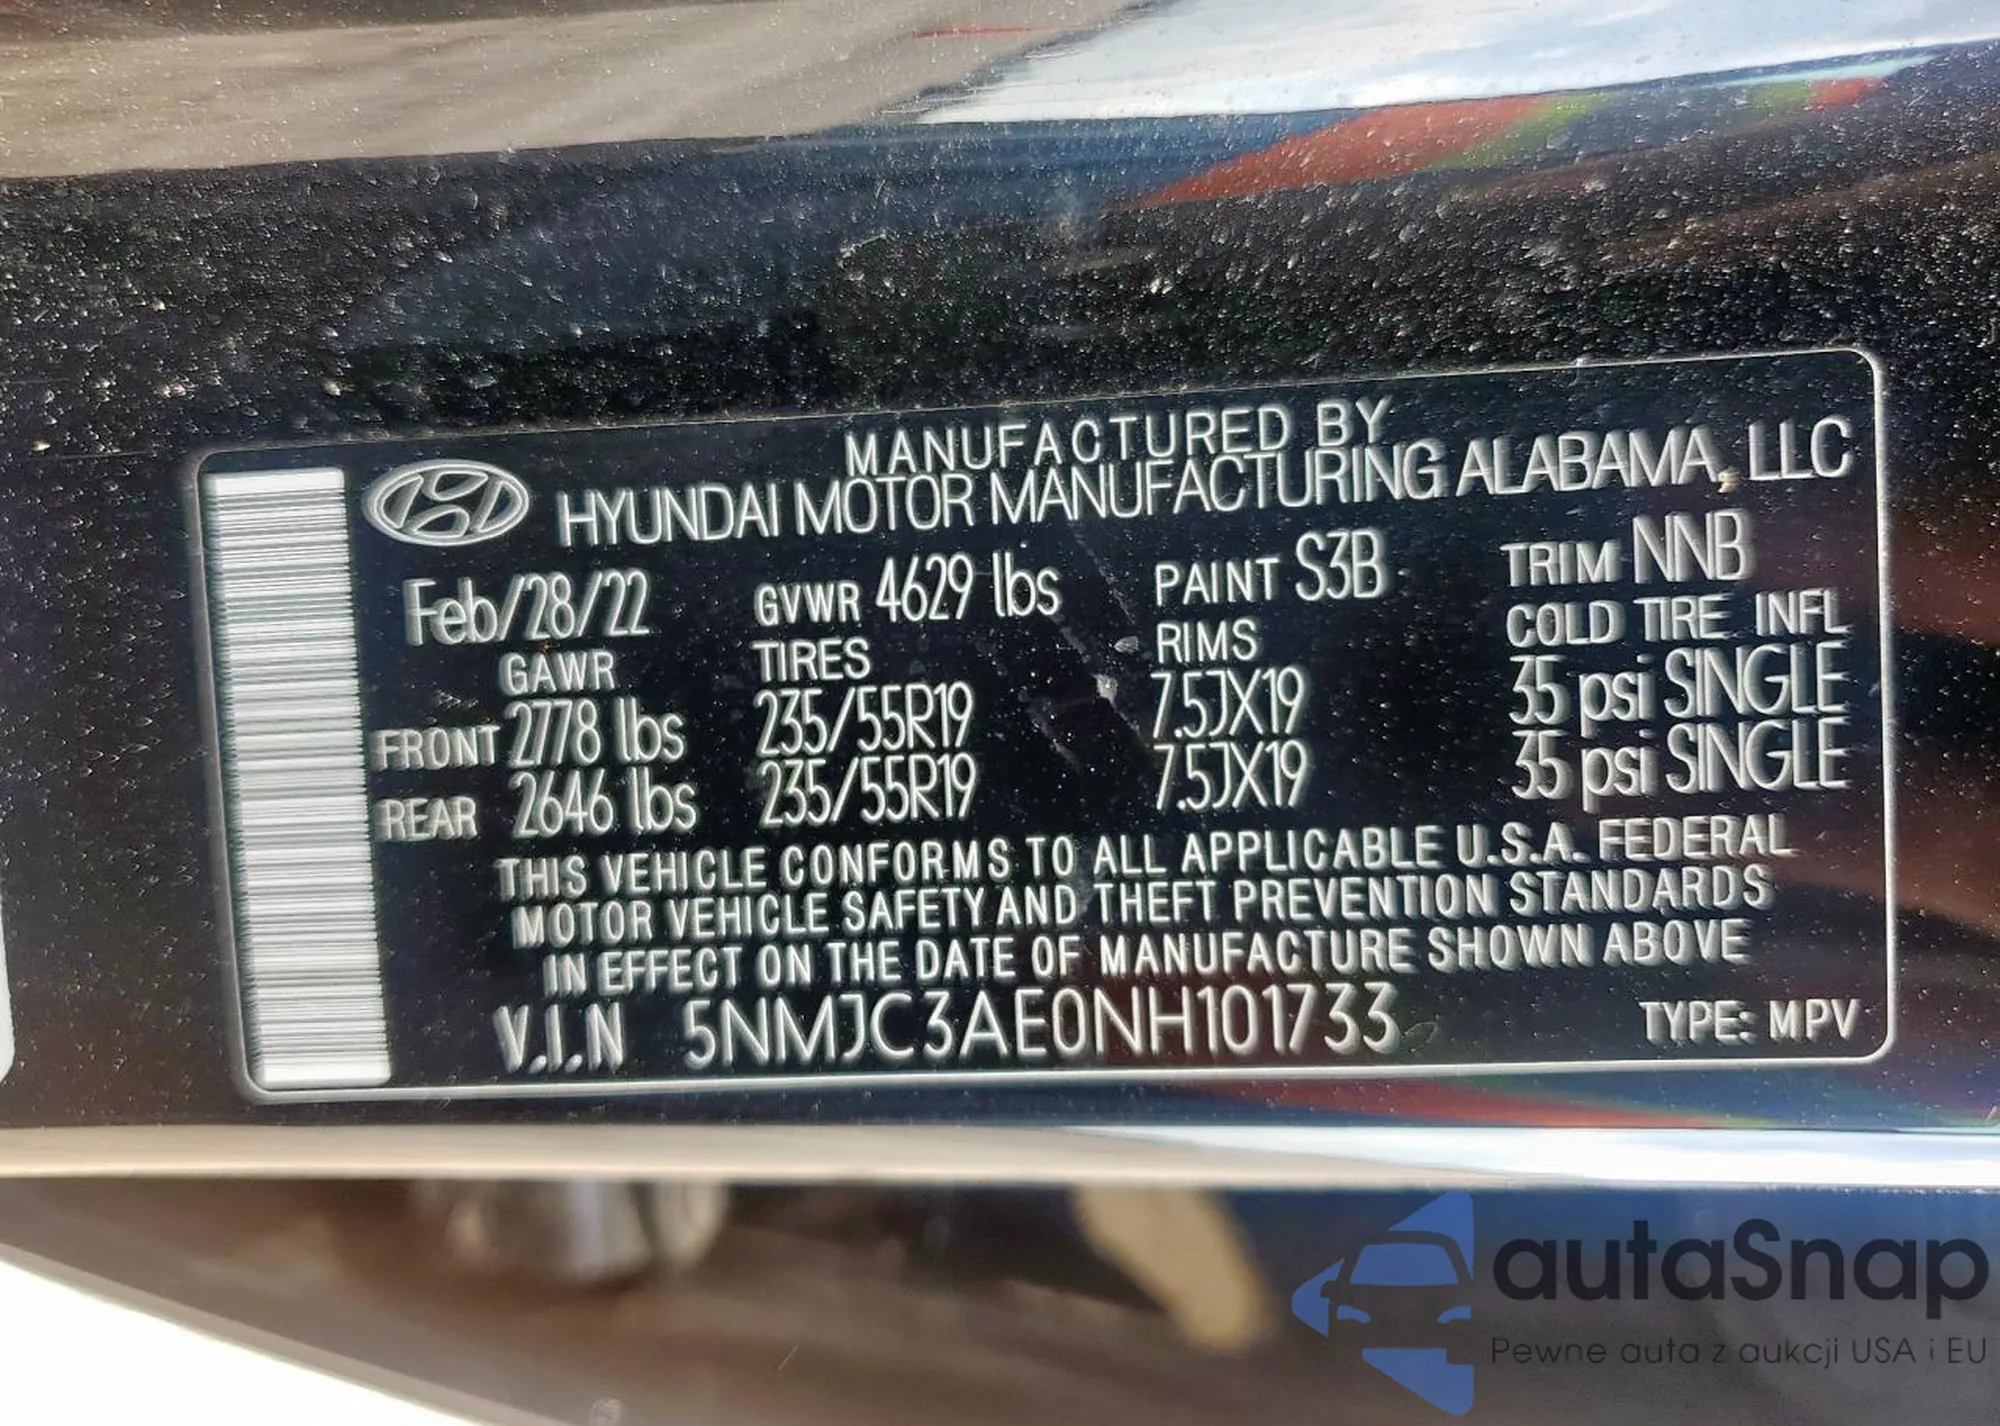 MANUFACTURED BY
HYUNDAI MOTOR MANUFACTURING ALABAMA, LLC
Feb/28/22 GVWR 4629 lbs PAINT S3B TRIM NNB
GAWR TIRES RIMS COLD TIRE INFL
FRONT 2778 lbs 235/55R19 7.5JX19 35 psi SINGLE
REAR 2646 lbs 235/55R19 7.5JX19 35 psi SINGLE
THIS VEHICLE CONFORMS TO ALL APPLICABLE U.S.A. FEDERAL
MOTOR VEHICLE SAFETY AND THEFT PREVENTION STANDARDS
IN EFFECT ON THE DATE OF MANUFACTURE SHOWN ABOVE
V.I.N 5NMJC3AE0NH101733 TYPE: MPV
autaSnap
Pewne auta z aukcji USA i EU